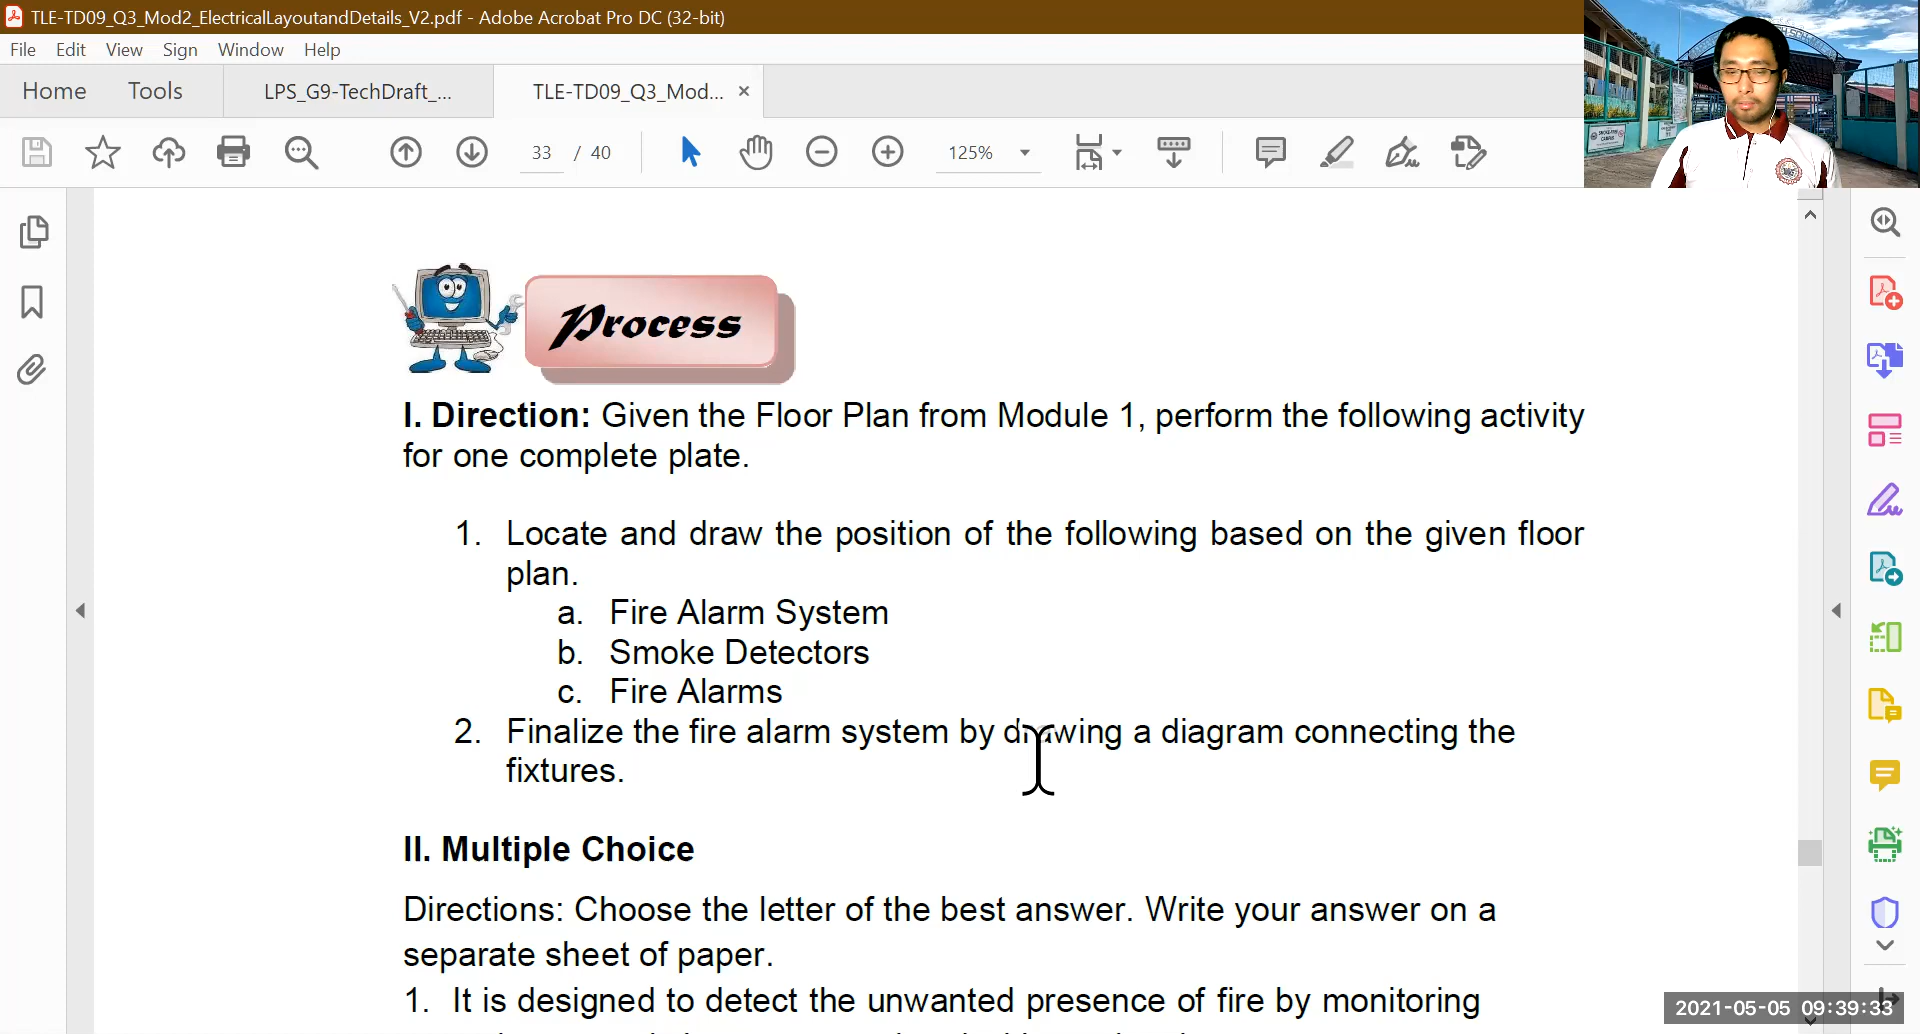 TLE-TD09_Q3_Mod2_ElectricalLayoutandDetails_V2.pdf - Adobe Acrobat Pro DC (32-bit)
File Edit View Sign Window Help
Home Tools LPS_G9-TechDraft_... TLE-TD09_Q3_Mod... ×
33 / 40 125%
Process
I. Direction: Given the Floor Plan from Module 1, perform the following activity
for one complete plate.
1. Locate and draw the position of the following based on the given floor
plan.
a. Fire Alarm System
b. Smoke Detectors
c. Fire Alarms
2. Finalize the fire alarm system by drawing a diagram connecting the
fixtures.
II. Multiple Choice
Directions: Choose the letter of the best answer. Write your answer on a
separate sheet of paper.
1. It is designed to detect the unwanted presence of fire by monitoring
2021-05-05 09:39:33